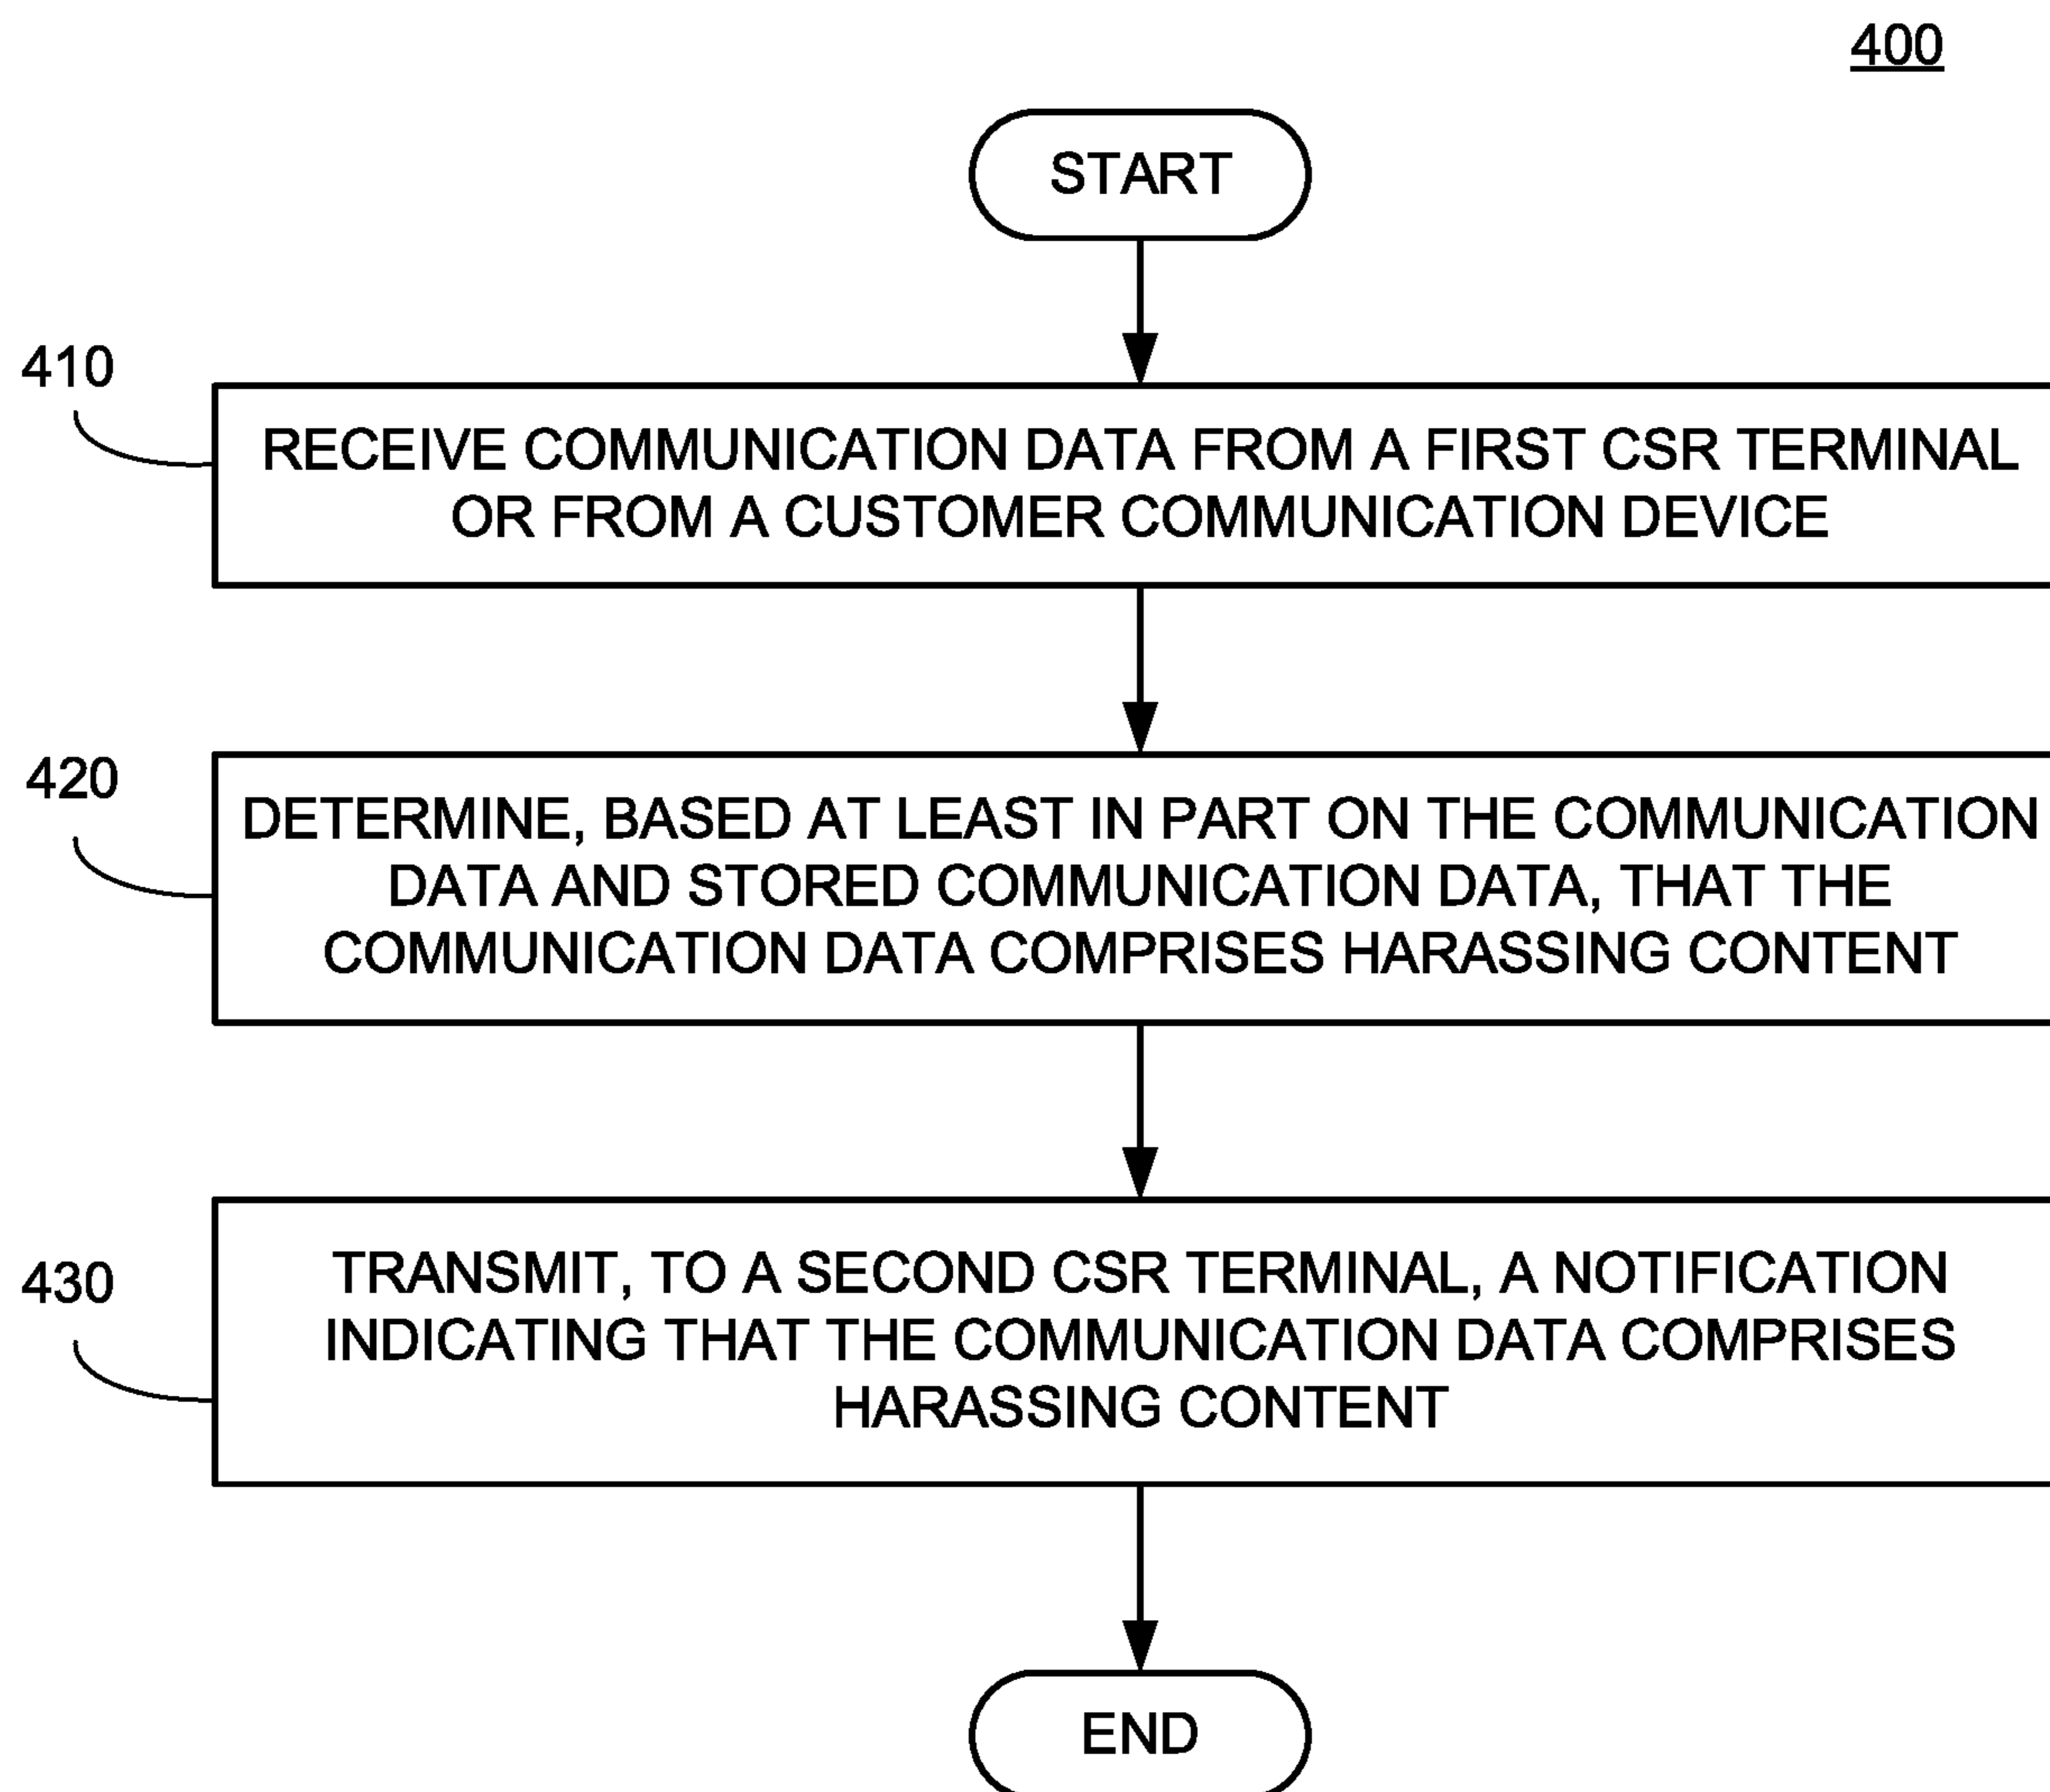 400
START
410
RECEIVE COMMUNICATION DATA FROM A FIRST CSR TERMINAL
OR FROM A CUSTOMER COMMUNICATION DEVICE
420
DETERMINE, BASED AT LEAST IN PART ON THE COMMUNICATION
DATA AND STORED COMMUNICATION DATA, THAT THE
COMMUNICATION DATA COMPRISES HARASSING CONTENT
430
TRANSMIT, TO A SECOND CSR TERMINAL, A NOTIFICATION
INDICATING THAT THE COMMUNICATION DATA COMPRISES
HARASSING CONTENT
END